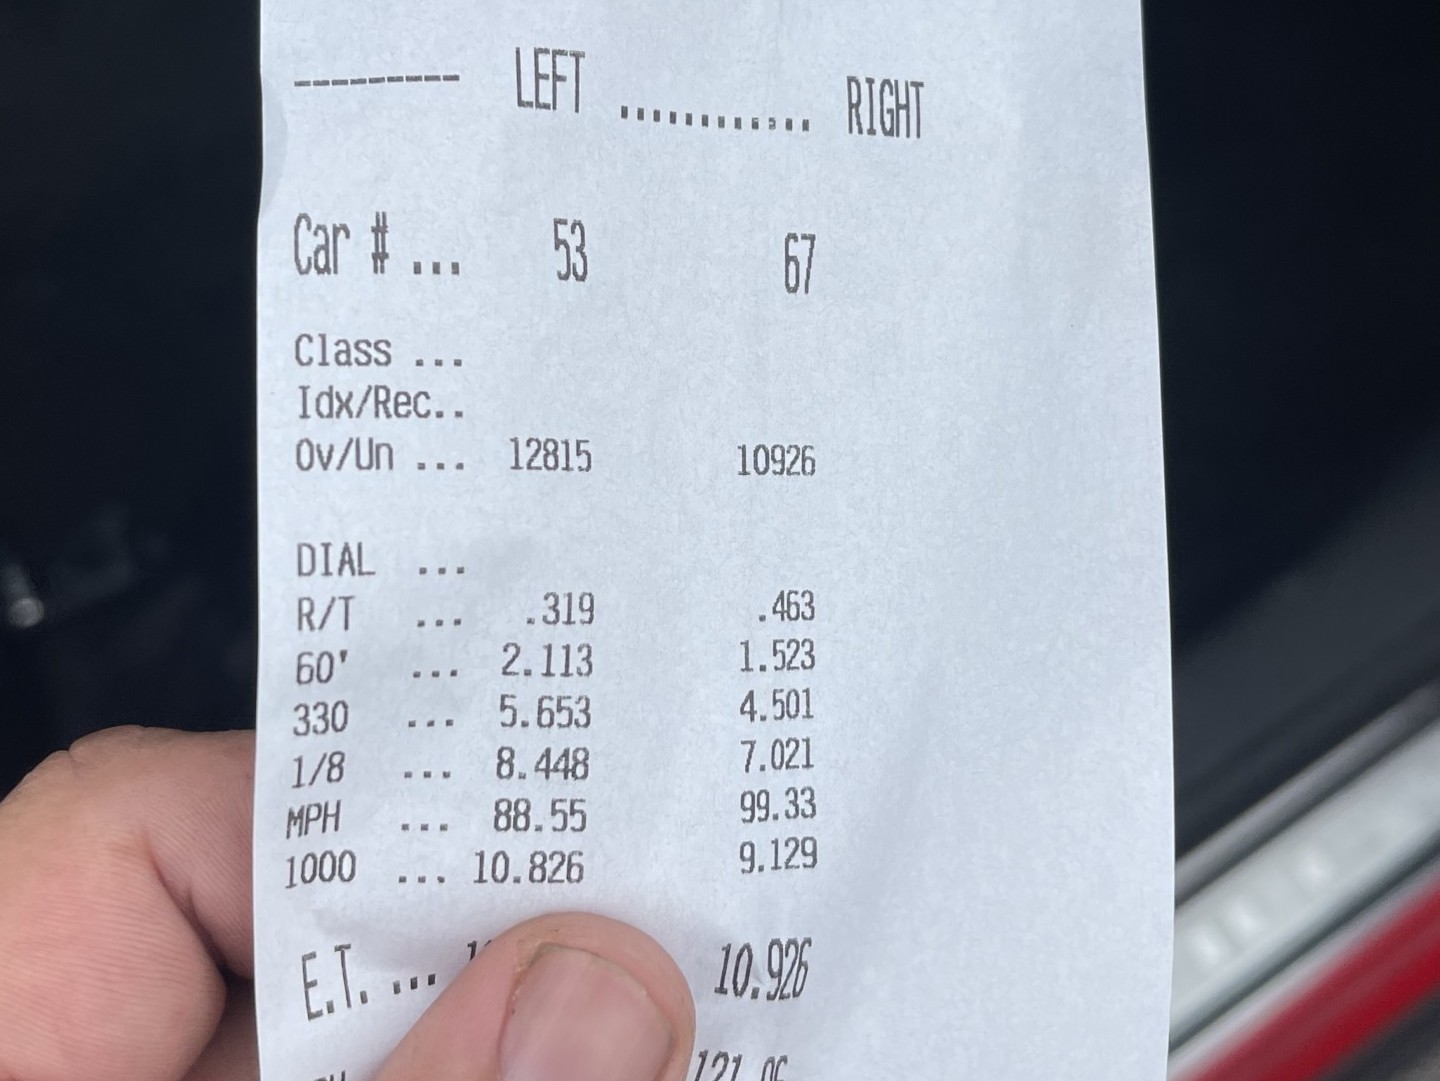 --------- LEFT ............ RIGHT
Car # ... 53 67
Class ...
Idx/Rec..
Ov/Un ... 12815 10926
DIAL ...
R/T ... .319 .463
60' ... 2.113 1.523
330 ... 5.653 4.501
1/8 ... 8.448 7.021
MPH ... 88.55 99.33
1000 ... 10.826 9.129
E.T. ... 10.926